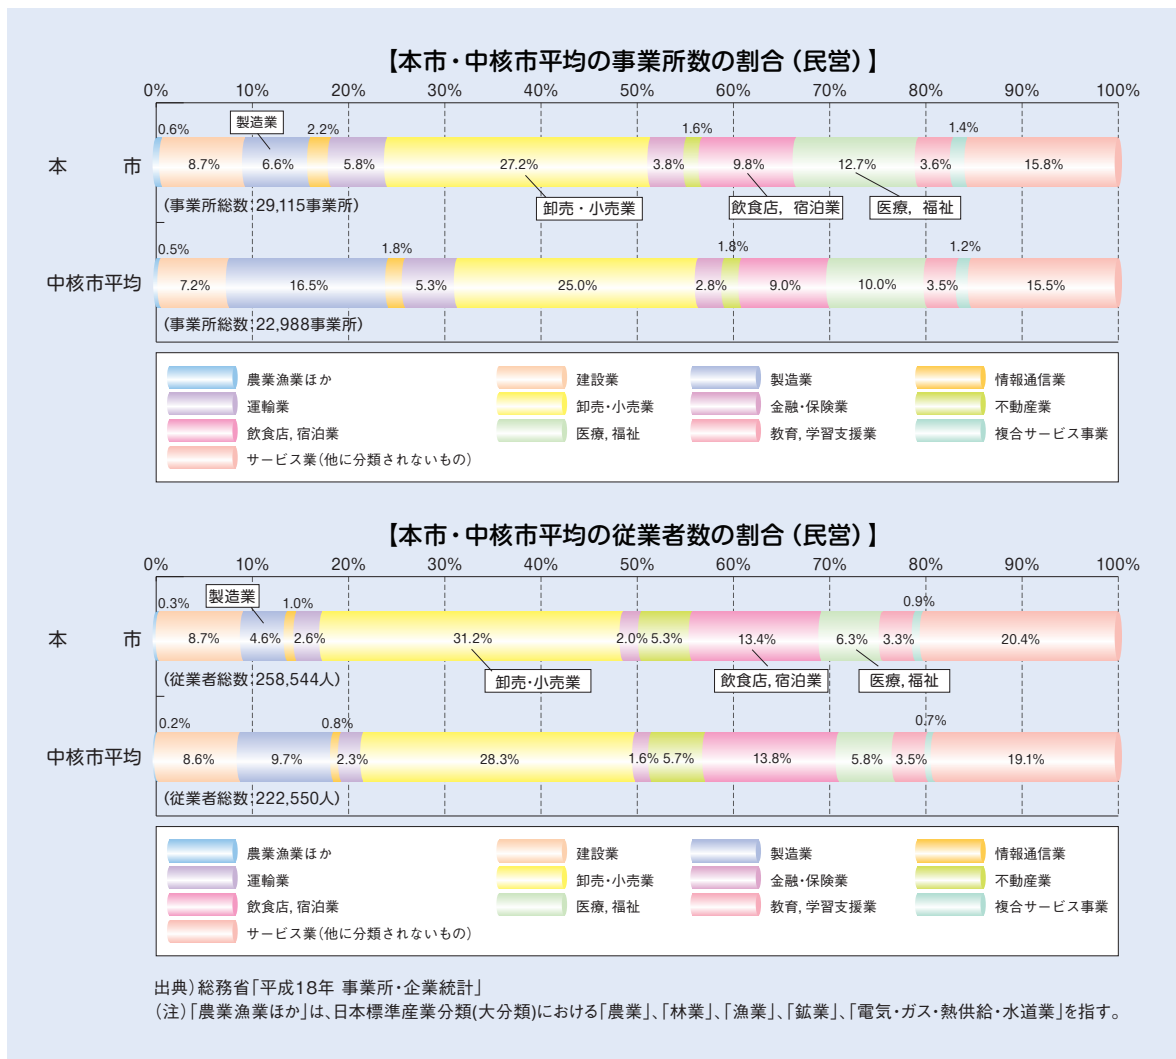 【本市・中核市平均の事業所数の割合（民営）】
0% 10% 20% 30% 40% 50% 60% 70% 80% 90% 100%
0.6% 製造業 2.2% 1.6% 1.4%
本市 8.7% 6.6% 5.8% 27.2% 3.8% 9.8% 12.7% 3.6% 15.8%
（事業所総数：29,115事業所） 卸売・小売業 飲食店，宿泊業 医療，福祉
0.5% 1.8% 1.8% 1.2%
中核市平均 7.2% 16.5% 5.3% 25.0% 2.8% 9.0% 10.0% 3.5% 15.5%
（事業所総数：22,988事業所）
農業漁業ほか 建設業 製造業 情報通信業
運輸業 卸売・小売業 金融・保険業 不動産業
飲食店，宿泊業 医療，福祉 教育，学習支援業 複合サービス事業
サービス業（他に分類されないもの）
【本市・中核市平均の従業者数の割合（民営）】
0% 10% 20% 30% 40% 50% 60% 70% 80% 90% 100%
0.3% 製造業 1.0% 0.9%
本市 8.7% 4.6% 2.6% 31.2% 2.0% 5.3% 13.4% 6.3% 3.3% 20.4%
（従業者総数：258,544人） 卸売・小売業 飲食店，宿泊業 医療，福祉
0.2% 0.8% 0.7%
中核市平均 8.6% 9.7% 2.3% 28.3% 1.6% 5.7% 13.8% 5.8% 3.5% 19.1%
（従業者総数：222,550人）
農業漁業ほか 建設業 製造業 情報通信業
運輸業 卸売・小売業 金融・保険業 不動産業
飲食店，宿泊業 医療，福祉 教育，学習支援業 複合サービス事業
サービス業（他に分類されないもの）
出典）総務省「平成18年 事業所・企業統計」
（注）「農業漁業ほか」は、日本標準産業分類(大分類)における「農業」、「林業」、「漁業」、「鉱業」、「電気・ガス・熱供給・水道業」を指す。